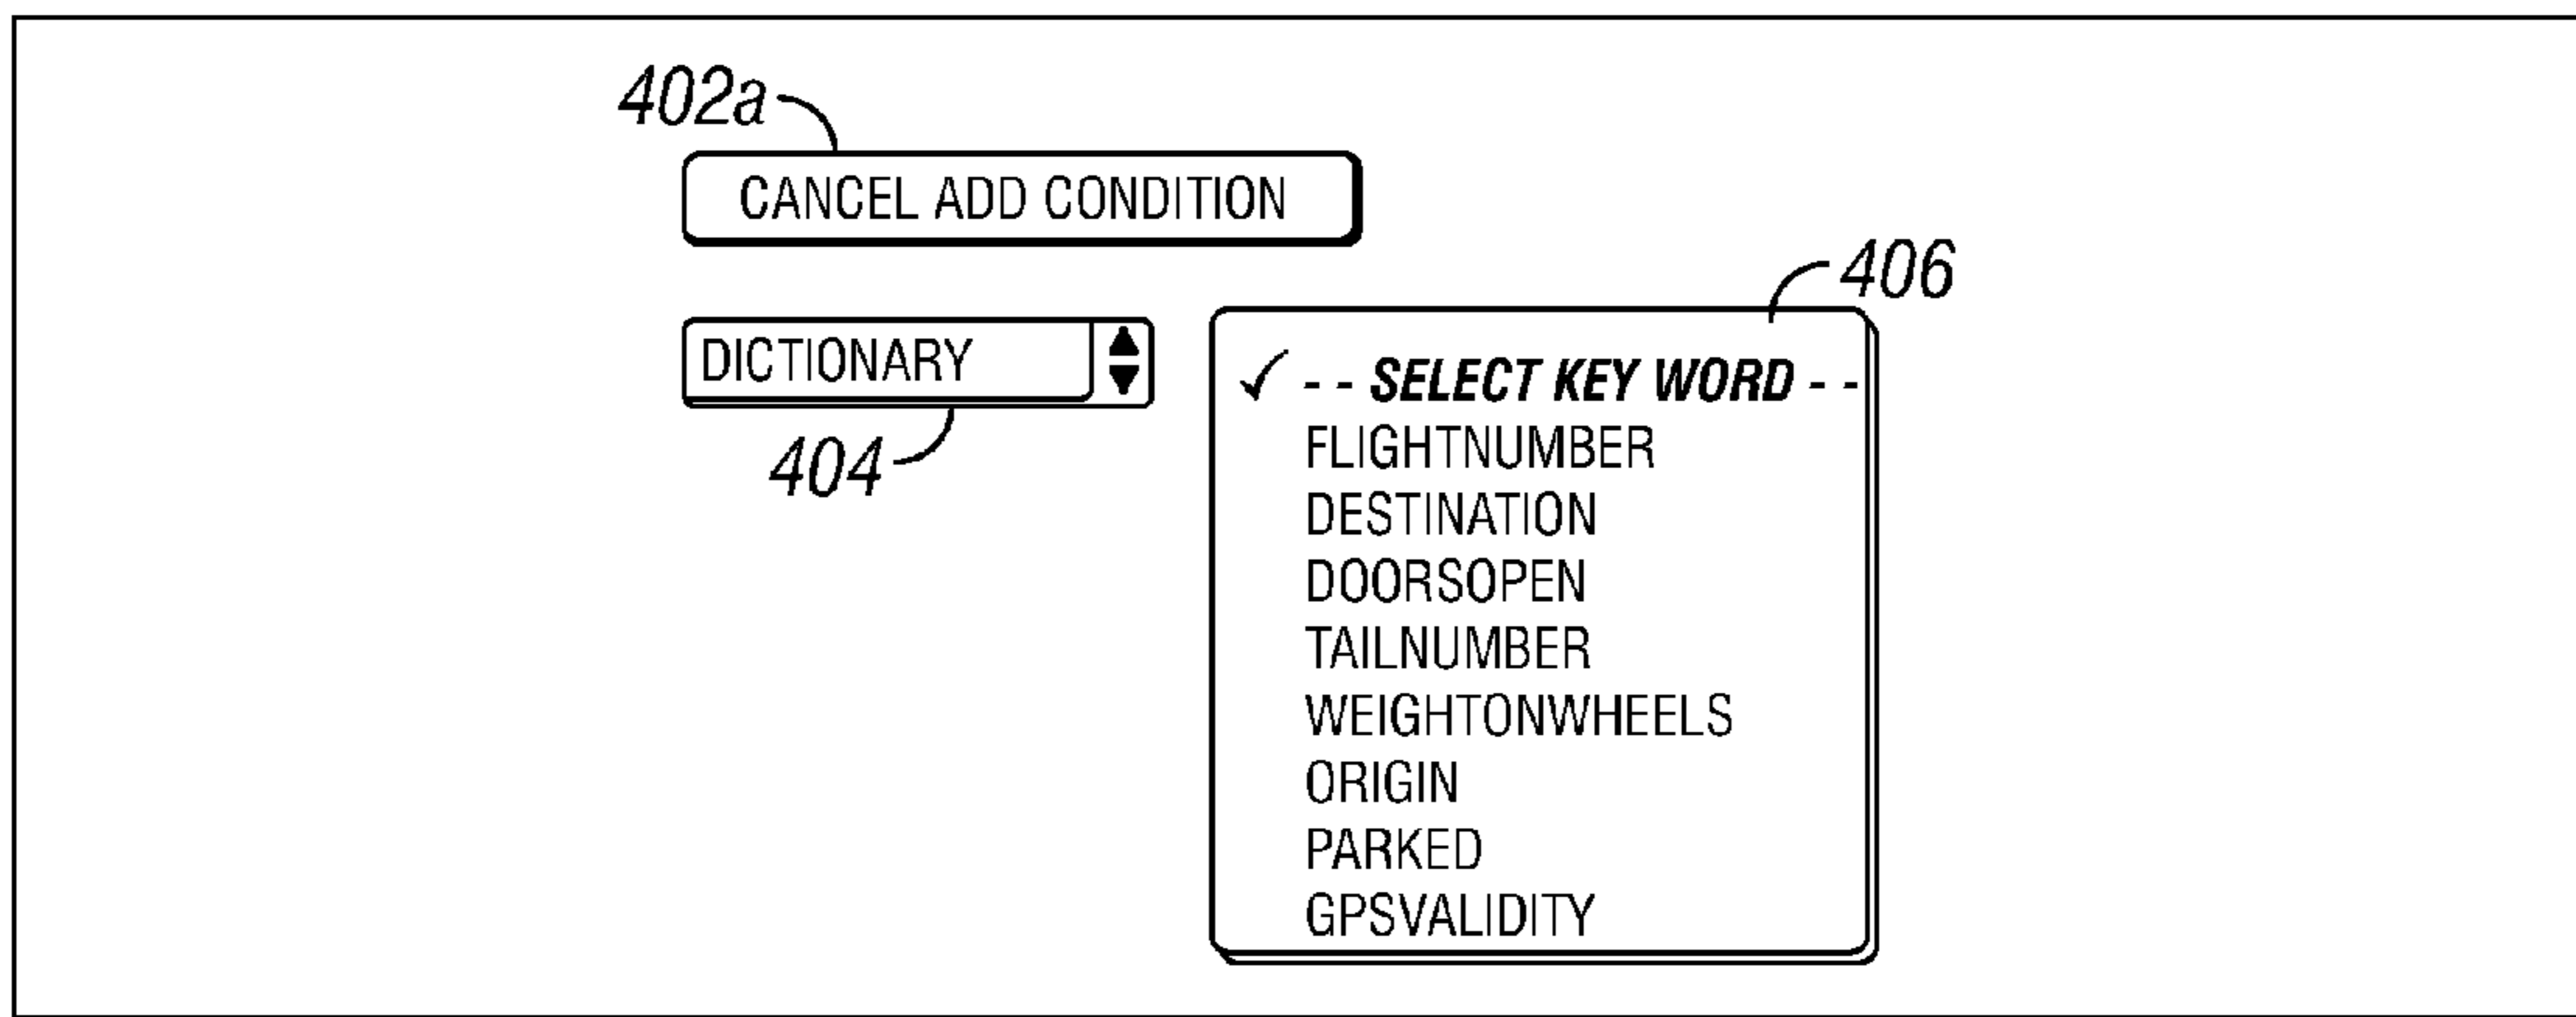 402a
CANCEL ADD CONDITION
406
DICTIONARY
404
✓ - - SELECT KEY WORD - -
FLIGHTNUMBER
DESTINATION
DOORSOPEN
TAILNUMBER
WEIGHTONWHEELS
ORIGIN
PARKED
GPSVALIDITY